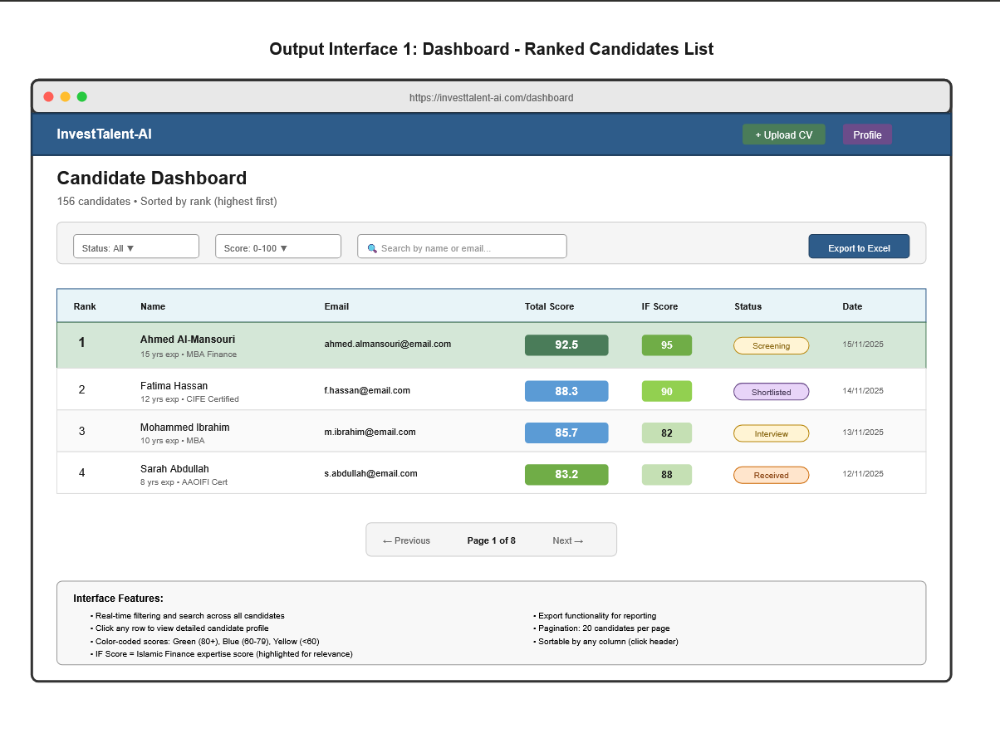 Output Interface 1: Dashboard - Ranked Candidates List
https://investtalent-ai.com/dashboard
InvestTalent-AI
+ Upload CV
Profile
Candidate Dashboard
156 candidates • Sorted by rank (highest first)
Status: All ▼
Score: 0-100 ▼
🔍 Search by name or email...
Export to Excel
Rank Name Email Total Score IF Score Status Date
1 Ahmed Al-Mansouri ahmed.almansouri@email.com 92.5 95 Screening 15/11/2025
15 yrs exp • MBA Finance
2 Fatima Hassan f.hassan@email.com 88.3 90 Shortlisted 14/11/2025
12 yrs exp • CIFE Certified
3 Mohammed Ibrahim m.ibrahim@email.com 85.7 82 Interview 13/11/2025
10 yrs exp • MBA
4 Sarah Abdullah s.abdullah@email.com 83.2 88 Received 12/11/2025
8 yrs exp • AAOIFI Cert
← Previous Page 1 of 8 Next →
Interface Features:
• Real-time filtering and search across all candidates
• Click any row to view detailed candidate profile
• Color-coded scores: Green (80+), Blue (60-79), Yellow (<60)
• IF Score = Islamic Finance expertise score (highlighted for relevance)
• Export functionality for reporting
• Pagination: 20 candidates per page
• Sortable by any column (click header)